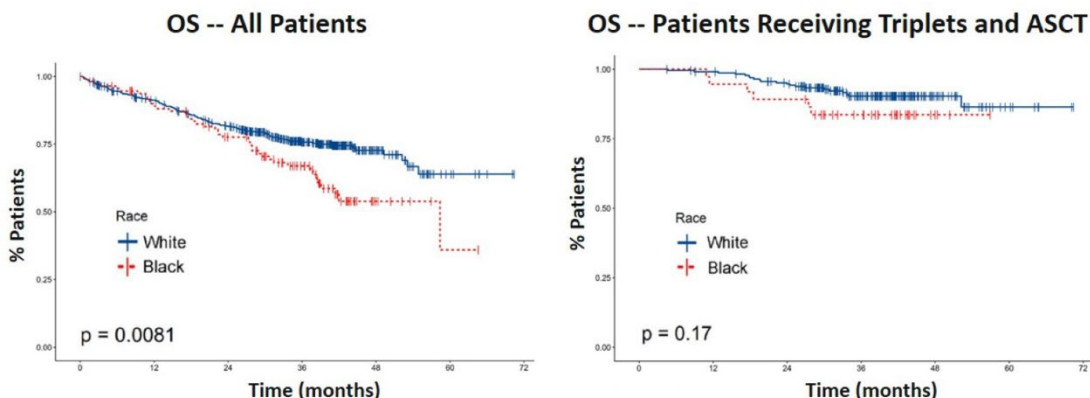 OS -- All Patients
% Patients
1.00
0.75
0.50
0.25
0.00
Race
White
Black
p = 0.0081
0 12 24 36 48 60 72
Time (months)
OS -- Patients Receiving Triplets and ASCT
% Patients
1.00
0.75
0.50
0.25
0.00
Race
White
Black
p = 0.17
0 12 24 36 48 60 72
Time (months)